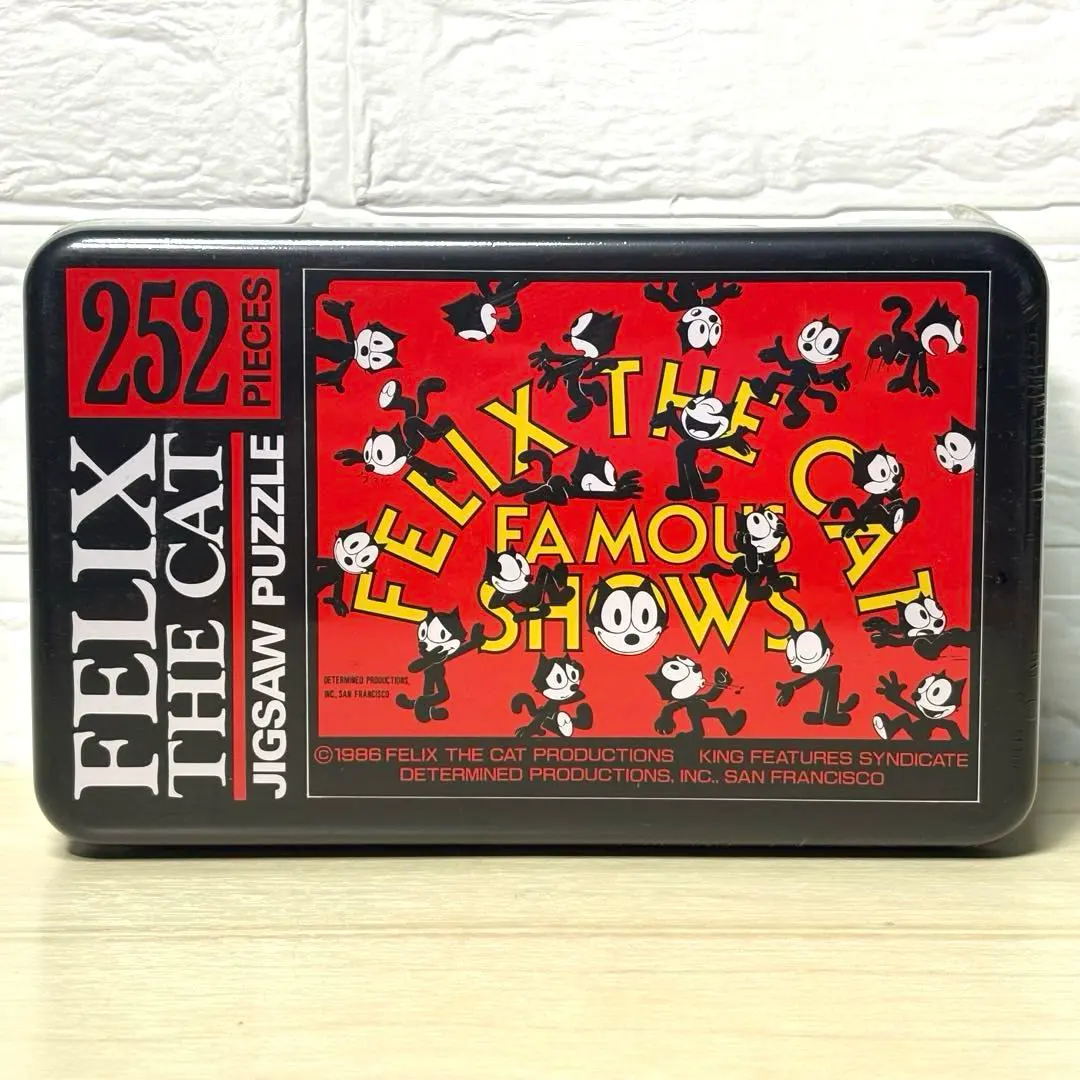 252
PIECES
FELIX
THE CAT
JIGSAW PUZZLE
FELIX THE CAT
FAMOUS
SHOWS
DETERMINED PRODUCTIONS,
INC., SAN FRANCISCO
©1986 FELIX THE CAT PRODUCTIONS KING FEATURES SYNDICATE
DETERMINED PRODUCTIONS, INC., SAN FRANCISCO